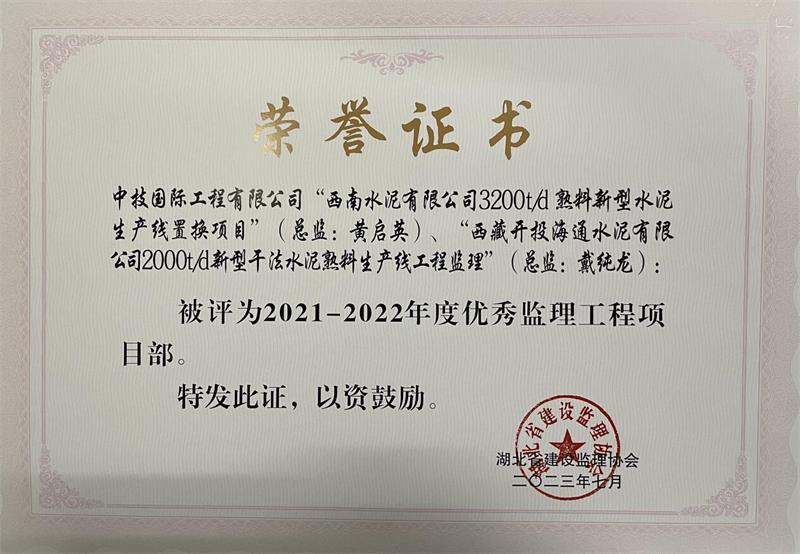 荣誉证书
中技国际工程有限公司“西南水泥有限公司3200t/d熟料新型水泥
生产线置换项目”（总监：黄启英）、“西藏开投海通水泥有限
公司2000t/d新型干法水泥熟料生产线工程监理”（总监：戴纯龙）：
被评为2021-2022年度优秀监理工程项
目部。
特发此证，以资鼓励。
湖北省建设监理协会
湖北省建设监理协会
二〇二三年七月